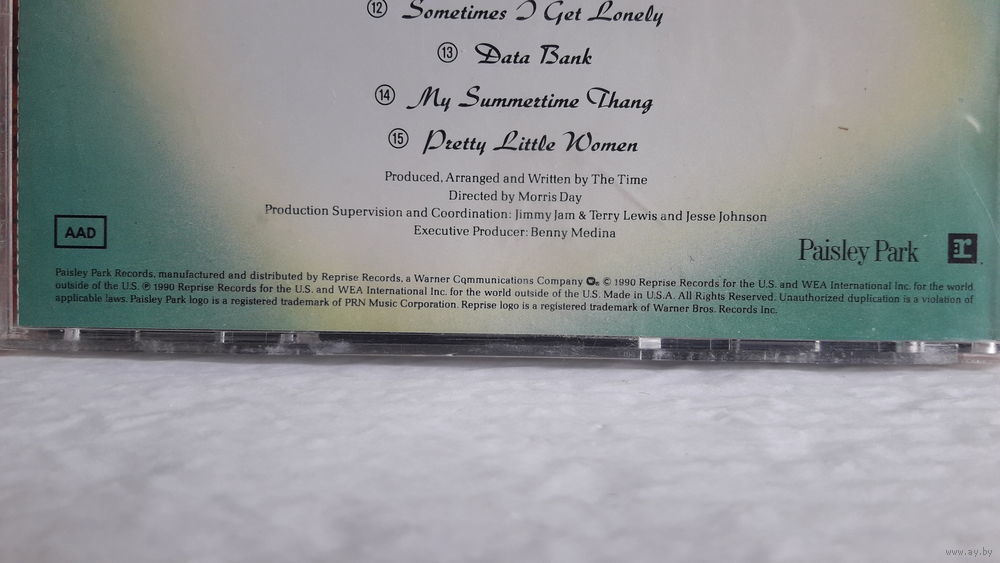 ⑫ Sometimes I Get Lonely
⑬ Data Bank
⑭ My Summertime Thang
⑮ Pretty Little Women
Produced, Arranged and Written by The Time
Directed by Morris Day
Production Supervision and Coordination: Jimmy Jam & Terry Lewis and Jesse Johnson
Executive Producer: Benny Medina
AAD
Paisley Park r
Paisley Park Records, manufactured and distributed by Reprise Records, a Warner Communications Company © 1990 Reprise Records for the U.S. and WEA International Inc. for the world
outside of the U.S. ℗ 1990 Reprise Records for the U.S. and WEA International Inc. for the world outside of the U.S. Made in U.S.A. All Rights Reserved. Unauthorized duplication is a violation of
applicable laws. Paisley Park logo is a registered trademark of PRN Music Corporation. Reprise logo is a registered trademark of Warner Bros. Records Inc.
www.ay.by